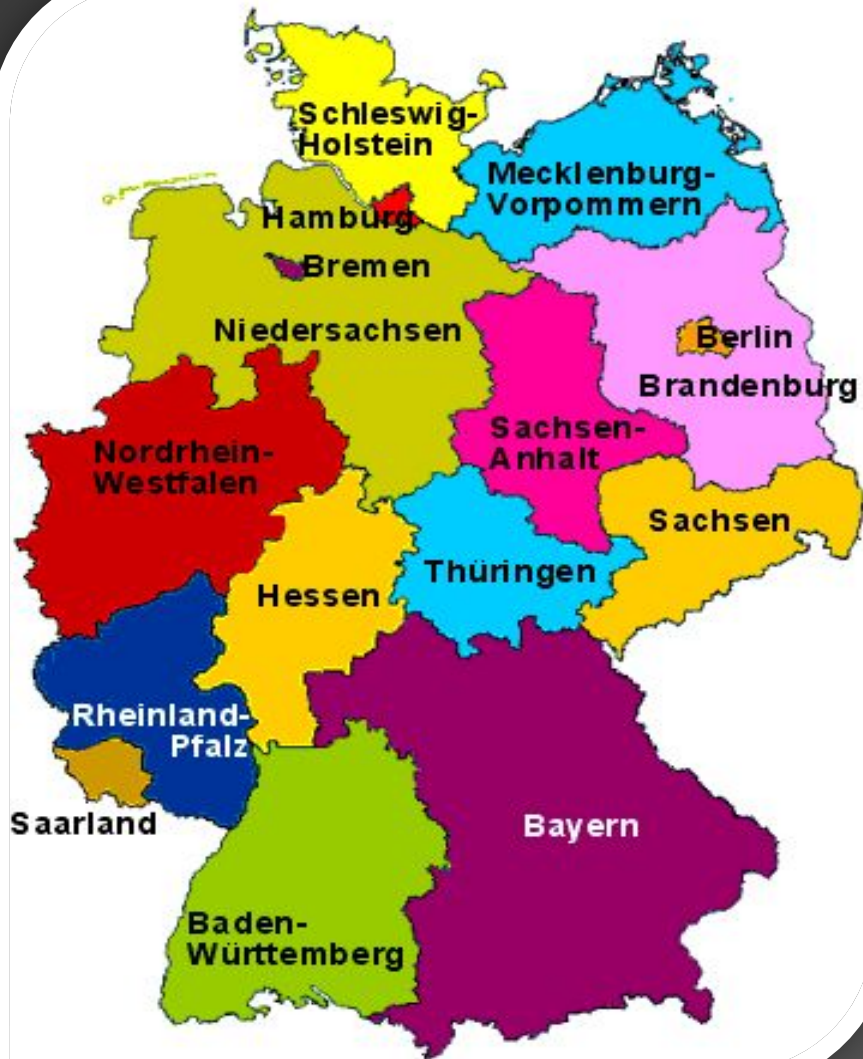 Schleswig-
Holstein
Mecklenburg-
Vorpommern
Hamburg
Bremen
Niedersachsen
Berlin
Brandenburg
Sachsen-
Anhalt
Nordrhein-
Westfalen
Sachsen
Thüringen
Hessen
Rheinland-
Pfalz
Saarland
Bayern
Baden-
Württemberg